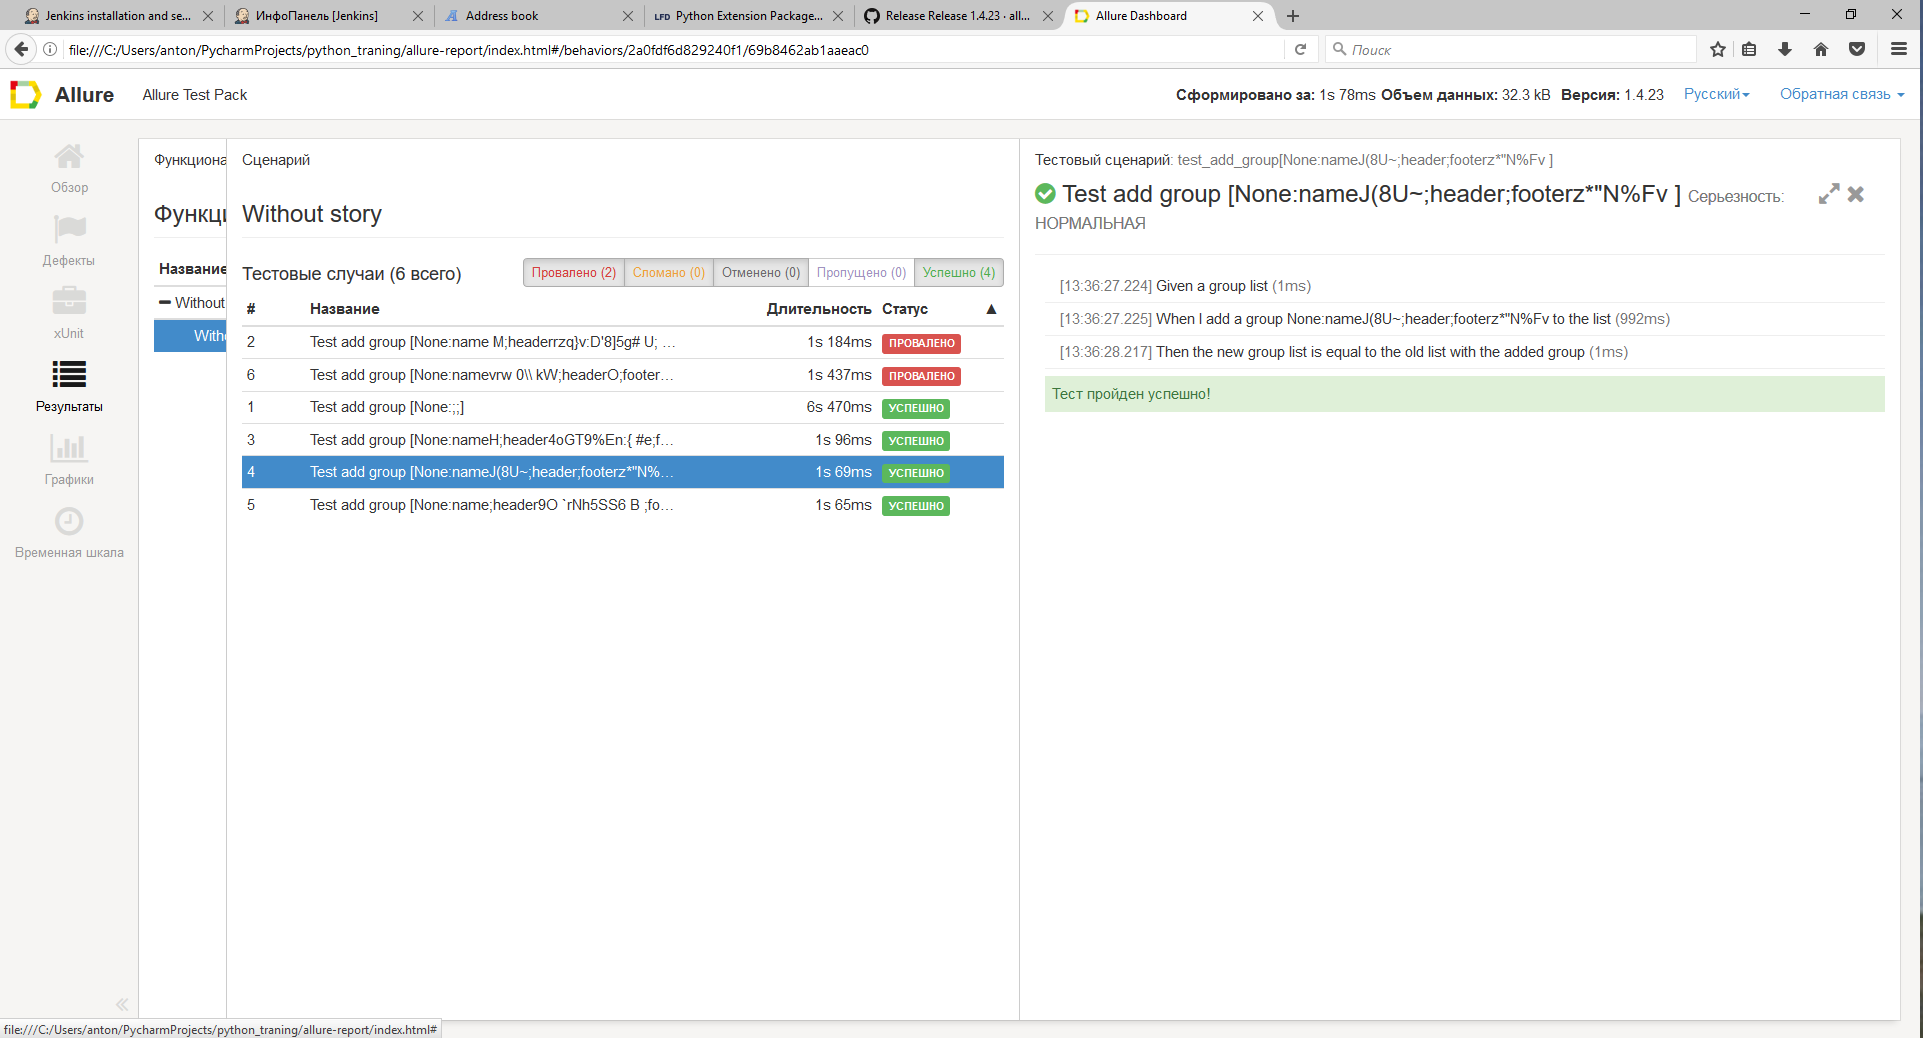 Jenkins installation and se...
ИнфоПанель [Jenkins]
Address book
LFD Python Extension Package...
Release Release 1.4.23 · all...
Allure Dashboard
file:///C:/Users/anton/PycharmProjects/python_traning/allure-report/index.html#/behaviors/2a0fdf6d829240f1/69b8462ab1aaeac0
Поиск
Allure
Allure Test Pack
Сформировано за: 1s 78ms Объем данных: 32.3 kB Версия: 1.4.23
Русский
Обратная связь
Обзор
Дефекты
xUnit
Результаты
Графики
Временная шкала
Функциона
Функци
Название
Without
Witho
Сценарий
Without story
Тестовые случаи (6 всего)
Провалено (2) Сломано (0) Отменено (0) Пропущено (0) Успешно (4)
# Название Длительность Статус ▲
2 Test add group [None:name M;headerrzq}v:D'8]5g# U; ... 1s 184ms ПРОВАЛЕНО
6 Test add group [None:namevrw 0\\ kW;headerO;footer... 1s 437ms ПРОВАЛЕНО
1 Test add group [None:;;] 6s 470ms УСПЕШНО
3 Test add group [None:nameH;header4oGT9%En:{ #e;f... 1s 96ms УСПЕШНО
4 Test add group [None:nameJ(8U~;header;footerz*"N%... 1s 69ms УСПЕШНО
5 Test add group [None:name;header9O `rNh5SS6 B ;fo... 1s 65ms УСПЕШНО
Тестовый сценарий: test_add_group[None:nameJ(8U~;header;footerz*"N%Fv ]
Test add group [None:nameJ(8U~;header;footerz*"N%Fv ] Серьезность:
НОРМАЛЬНАЯ
[13:36:27.224] Given a group list (1ms)
[13:36:27.225] When I add a group None:nameJ(8U~;header;footerz*"N%Fv to the list (992ms)
[13:36:28.217] Then the new group list is equal to the old list with the added group (1ms)
Тест пройден успешно!
file:///C:/Users/anton/PycharmProjects/python_traning/allure-report/index.html#